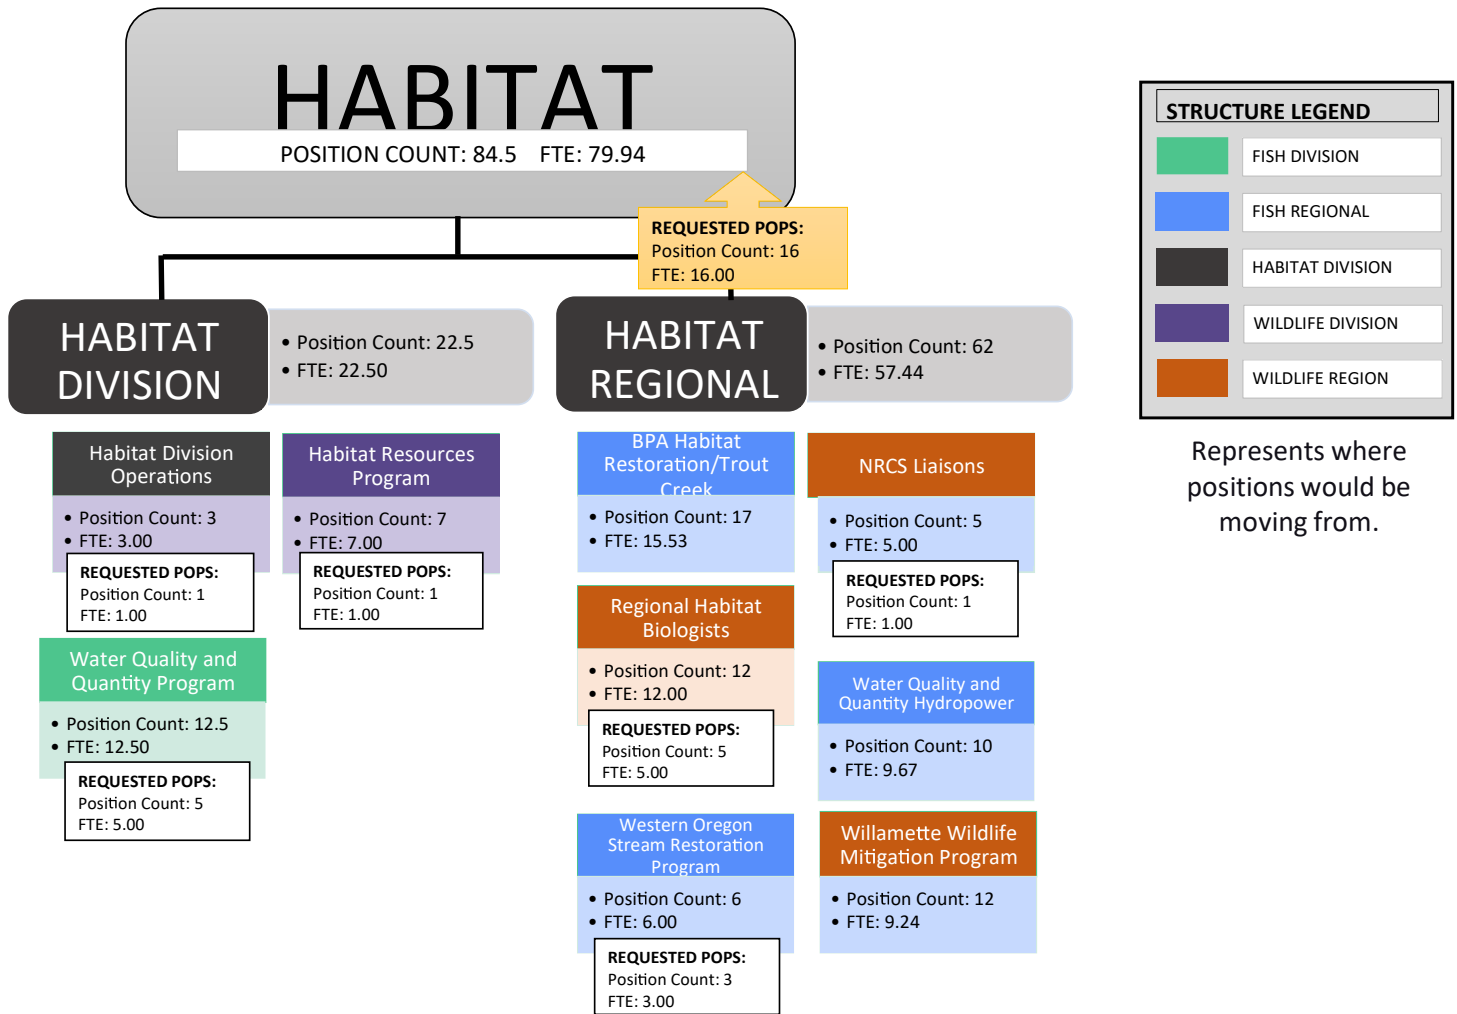 HABITAT
POSITION COUNT: 84.5 FTE: 79.94
REQUESTED POPS:
Position Count: 16
FTE: 16.00
HABITAT
DIVISION
• Position Count: 22.5
• FTE: 22.50
HABITAT
REGIONAL
• Position Count: 62
• FTE: 57.44
Habitat Division
Operations
• Position Count: 3
• FTE: 3.00
REQUESTED POPS:
Position Count: 1
FTE: 1.00
Habitat Resources
Program
• Position Count: 7
• FTE: 7.00
REQUESTED POPS:
Position Count: 1
FTE: 1.00
Water Quality and
Quantity Program
• Position Count: 12.5
• FTE: 12.50
REQUESTED POPS:
Position Count: 5
FTE: 5.00
BPA Habitat
Restoration/Trout
Creek
• Position Count: 17
• FTE: 15.53
NRCS Liaisons
• Position Count: 5
• FTE: 5.00
REQUESTED POPS:
Position Count: 1
FTE: 1.00
Regional Habitat
Biologists
• Position Count: 12
• FTE: 12.00
REQUESTED POPS:
Position Count: 5
FTE: 5.00
Water Quality and
Quantity Hydropower
• Position Count: 10
• FTE: 9.67
Western Oregon
Stream Restoration
Program
• Position Count: 6
• FTE: 6.00
REQUESTED POPS:
Position Count: 3
FTE: 3.00
Willamette Wildlife
Mitigation Program
• Position Count: 12
• FTE: 9.24
STRUCTURE LEGEND
FISH DIVISION
FISH REGIONAL
HABITAT DIVISION
WILDLIFE DIVISION
WILDLIFE REGION
Represents where
positions would be
moving from.